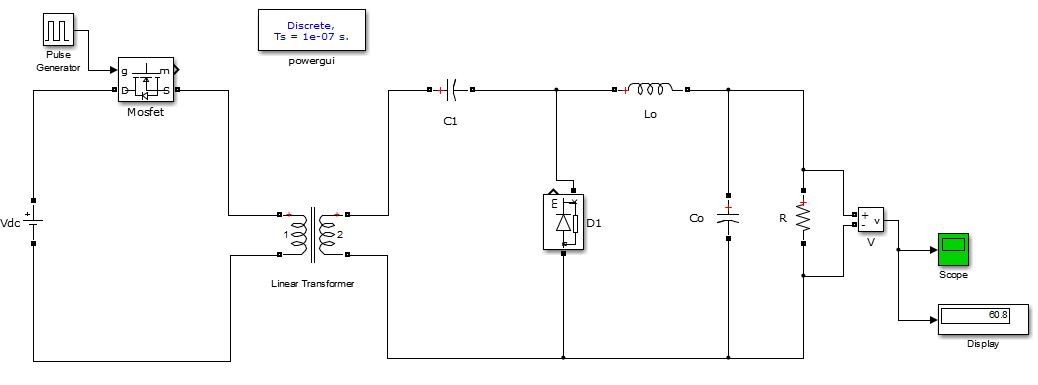 Discrete,
Ts = 1e-07 s.
powergui
Pulse
Generator
g
m
D
S
Mosfet
C1
Lo
Vdc
1
2
Linear Transformer
D1
Co
R
+
v
-
V
Scope
60.8
Display